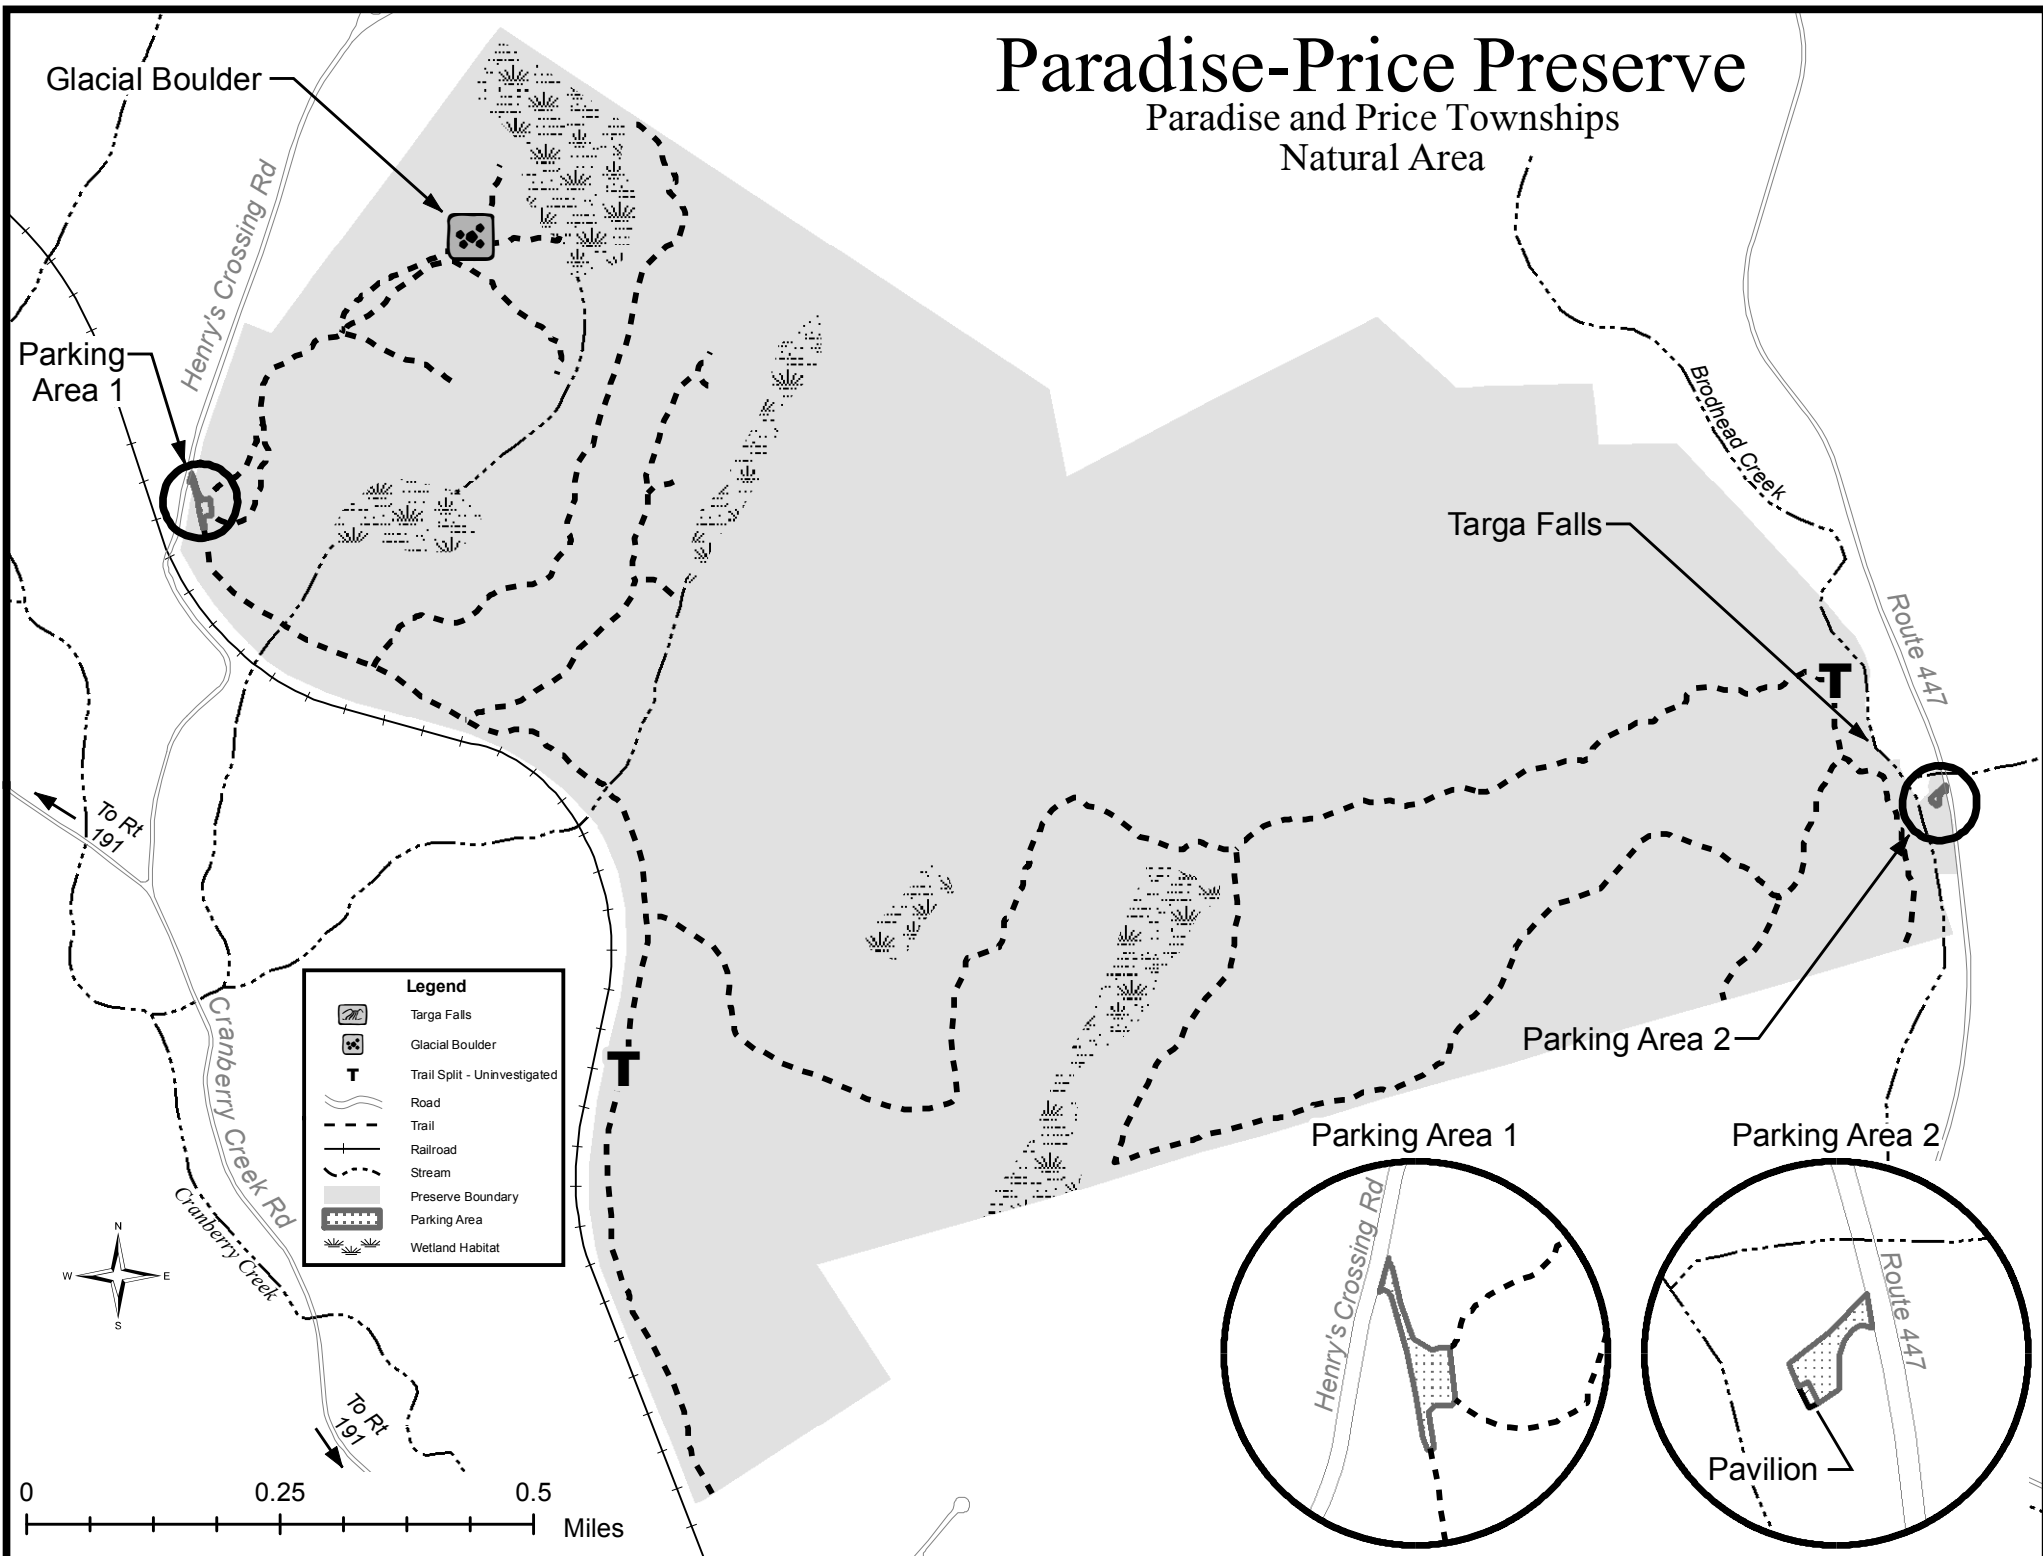 Paradise-Price Preserve
Paradise and Price Townships
Natural Area
Glacial Boulder
Henry's Crossing Rd
Parking
Area 1
Brodhead Creek
Targa Falls
Route 447
To Rt
191
Parking Area 2
Cranberry Creek Rd
Cranberry Creek
To Rt
191
Legend
Targa Falls
Glacial Boulder
T Trail Split - Uninvestigated
Road
Trail
Railroad
Stream
Preserve Boundary
Parking Area
Wetland Habitat
T
T
N
W E
S
0 0.25 0.5
Miles
Parking Area 1
Henry's Crossing Rd
Parking Area 2
Route 447
Pavilion